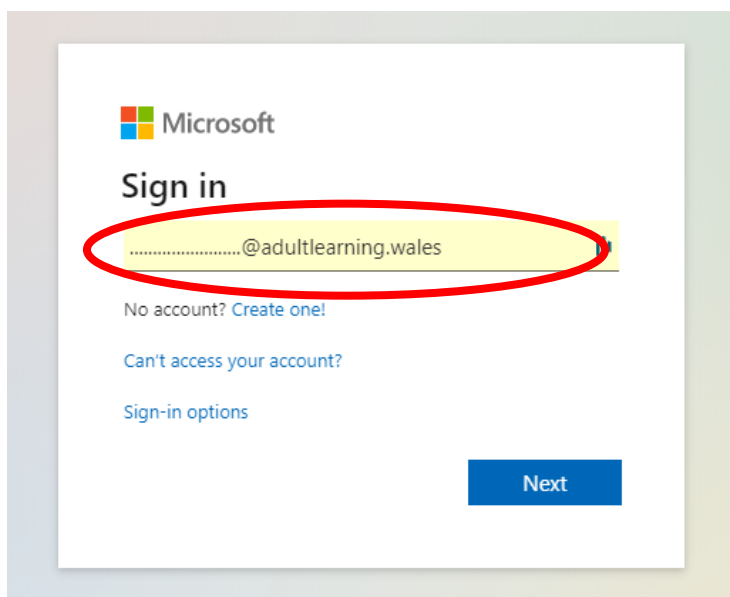 Microsoft
Sign in
........................@adultlearning.wales
No account? Create one!
Can't access your account?
Sign-in options
Next